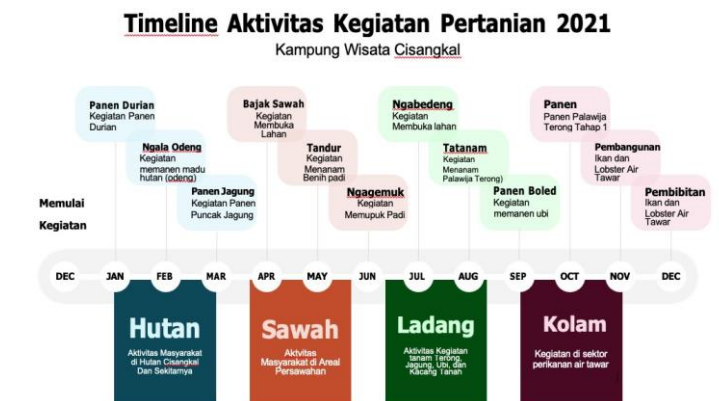 Timeline Aktivitas Kegiatan Pertanian 2021
Kampung Wisata Cisangkal
Panen Durian
Kegiatan Panen
Durian
Ngala Odeng
Kegiatan
memanen madu
hutan (odeng)
Panen Jagung
Kegiatan Panen
Puncak Jagung
Bajak Sawah
Kegiatan
Membuka
Lahan
Tandur
Kegiatan
Menanam
Benih padi
Ngagemuk
Kegiatan
Memupuk Padi
Ngabedeng
Kegiatan
Membuka lahan
Tatanam
Kegiatan
Menanam
Palawija Terong)
Panen Boled
Kegiatan
memanen ubi
Panen
Panen Palawija
Terong Tahap 1
Pembangunan
Ikan dan
Lobster Air
Tawar
Pembibitan
Ikan dan
Lobster Air
Tawar
Memulai
Kegiatan
DEC JAN FEB MAR APR MAY JUN JUL AUG SEP OCT NOV DEC
Hutan
Aktivitas Masyarakat
di Hutan Cisangkal
Dan Sekitarnya
Sawah
Aktvitas
Masyarakat di Areal
Persawahan
Ladang
Aktivitas Kegiatan
tanam Terong,
Jagung, Ubi, dan
Kacang Tanah
Kolam
Kegiatan di sektor
perikanan air tawar